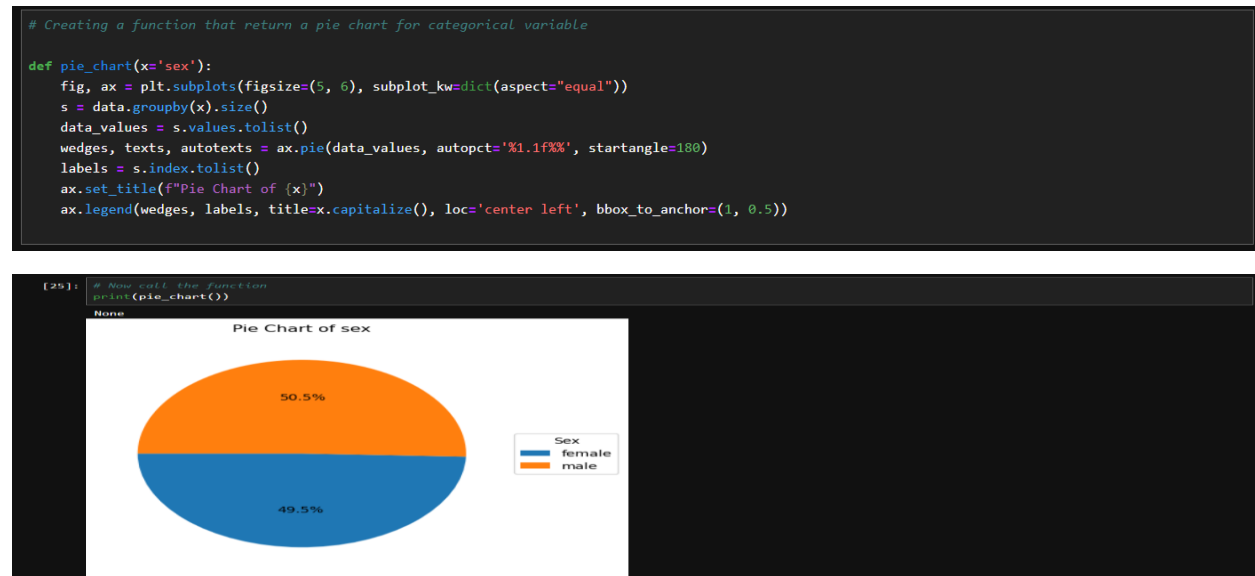 # Creating a function that return a pie chart for categorical variable
def pie_chart(x='sex'):
    fig, ax = plt.subplots(figsize=(5, 6), subplot_kw=dict(aspect="equal"))
    s = data.groupby(x).size()
    data_values = s.values.tolist()
    wedges, texts, autotexts = ax.pie(data_values, autopct='%1.1f%%', startangle=180)
    labels = s.index.tolist()
    ax.set_title(f"Pie Chart of {x}")
    ax.legend(wedges, labels, title=x.capitalize(), loc='center left', bbox_to_anchor=(1, 0.5))
[25]: # Now call the function
print(pie_chart())
None
Pie Chart of sex
50.5%
Sex
female
male
49.5%